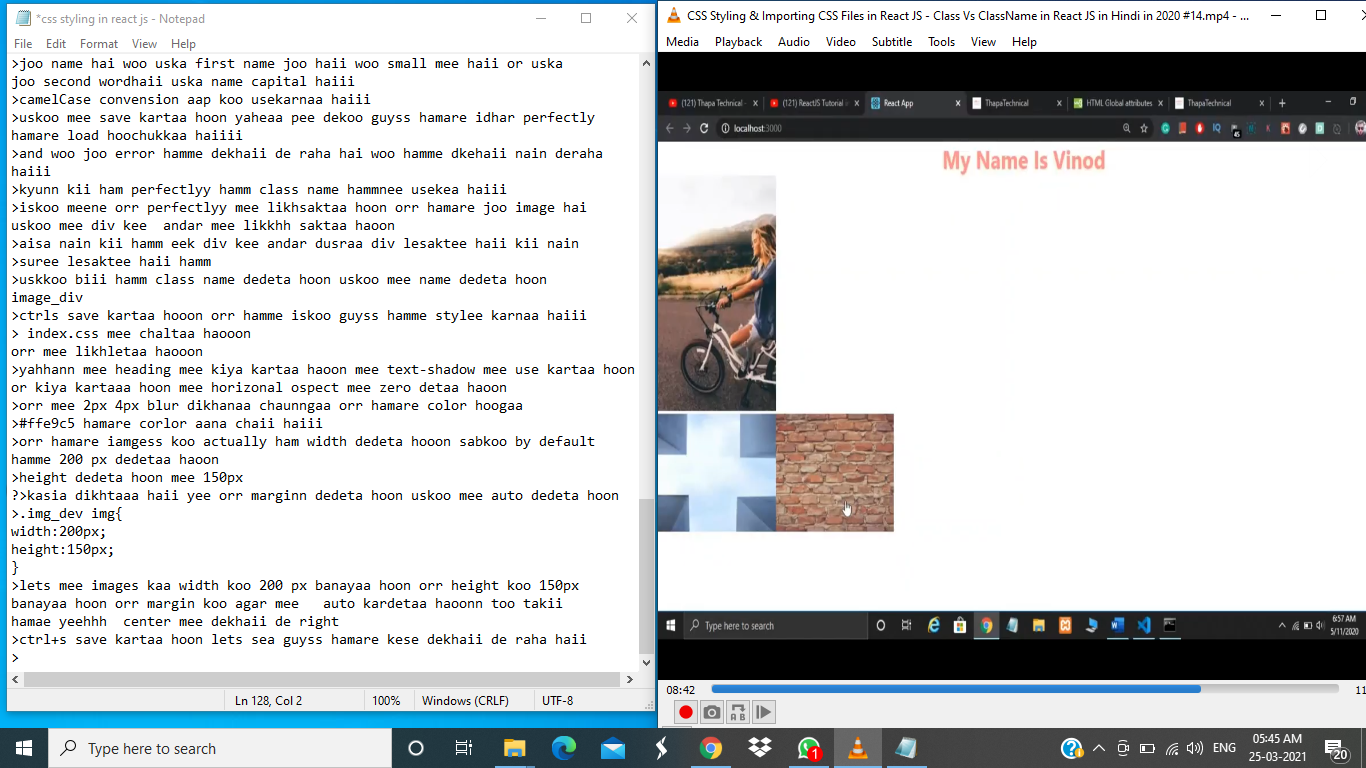 *css styling in react js - Notepad
File Edit Format View Help
>joo name hai woo uska first name joo haii woo small mee haii or uska
joo second wordhaii uska name capital haiii
>camelCase convension aap koo usekarnaa haiii
>uskoo mee save kartaa hoon yaheaa pee dekoo guyss hamare idhar perfectly
hamare load hoochukkaa haiiii
>and woo joo error hamme dekhaii de raha hai woo hamme dkehaii nain deraha
haiii
>kyunn kii ham perfectlyy hamm class name hammnee usekea haiii
>iskoo meene orr perfectlyy mee likhsaktaa hoon orr hamare joo image hai
uskoo mee div kee  andar mee likkhh saktaa haoon
>aisa nain kii hamm eek div kee andar dusraa div lesaktee haii kii nain
>suree lesaktee haii hamm
>uskkoo biii hamm class name dedeta hoon uskoo mee name dedeta hoon
image_div
>ctrls save kartaa hooon orr hamme iskoo guyss hamme stylee karnaa haiii
> index.css mee chaltaa haooon
orr mee likhletaa haooon
>yahhann mee heading mee kiya kartaa haoon mee text-shadow mee use kartaa hoon
or kiya kartaaa hoon mee horizonal ospect mee zero detaa haoon
>orr mee 2px 4px blur dikhanaa chaunngaa orr hamare color hoogaa
>#ffe9c5 hamare corlor aana chaii haiii
>orr hamare iamgess koo actually ham width dedeta hooon sabkoo by default
hamme 200 px dedetaa haoon
>height dedeta hoon mee 150px
?>kasia dikhtaaa haii yee orr marginn dedeta hoon uskoo mee auto dedeta hoon
>.img_dev img{
width:200px;
height:150px;
}
>lets mee images kaa width koo 200 px banayaa hoon orr height koo 150px
banayaa hoon orr margin koo agar mee   auto kardetaa haoonn too takii
hamae yeehhh  center mee dekhaii de right
>ctrl+s save kartaa hoon lets sea guyss hamare kese dekhaii de raha haii
>
Ln 128, Col 2 100% Windows (CRLF) UTF-8
CSS Styling & Importing CSS Files in React JS - Class Vs ClassName in React JS in Hindi in 2020 #14.mp4 - ...
Media Playback Audio Video Subtitle Tools View Help
(121) Thapa Technical - (121) ReactJS Tutorial i React App ThapaTechnical HTML Global attributes ThapaTechnical
localhost:3000
45
My Name Is Vinod
Type here to search
6:57 AM
5/11/2020
08:42 11
A B
Type here to search
1
ENG
05:45 AM
25-03-2021
20